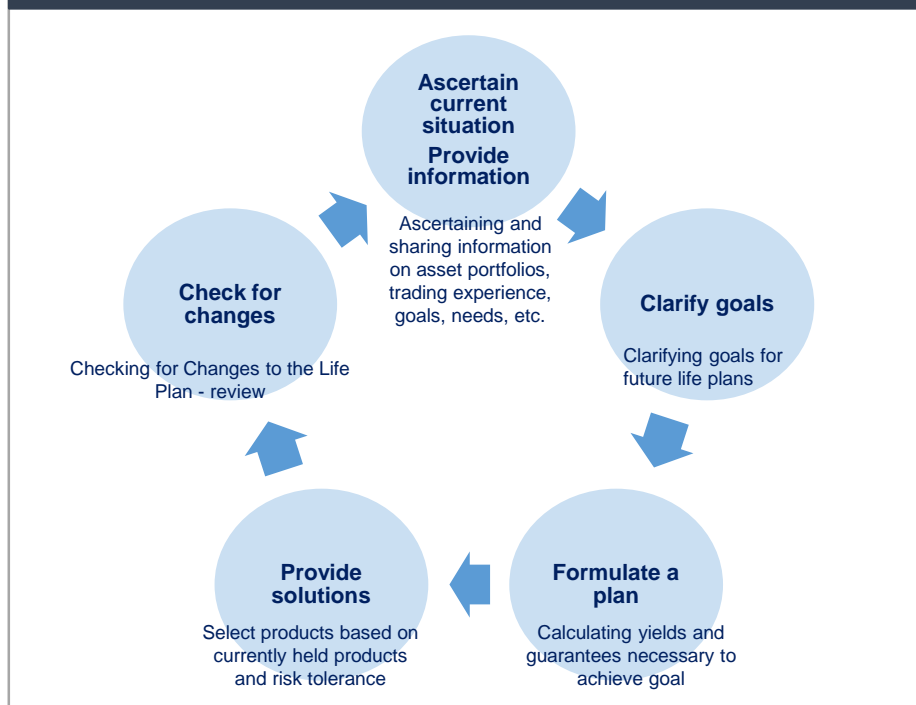 Ascertain
current
situation
Provide
information
Ascertaining and
sharing information
on asset portfolios,
trading experience,
goals, needs, etc.
Clarify goals
Clarifying goals for
future life plans
Formulate a
plan
Calculating yields and
guarantees necessary to
achieve goal
Provide
solutions
Select products based on
currently held products
and risk tolerance
Check for
changes
Checking for Changes to the Life
Plan - review